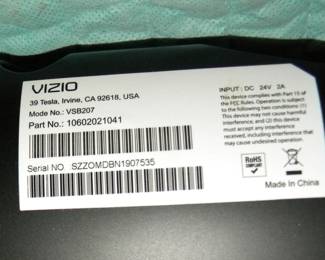 VIZIO
39 Tesla, Irvine, CA 92618, USA
Mode No.: VSB207
Part No.: 10602021041
Serial NO SZZOMDBN1907535
INPUT: DC 24V 2A
This device complies with Part 15 of
the FCC Rules. Operation is subject to
the following two conditions: (1)
this device may not cause harmful
interference, and (2) this device
must accept any interference
received, including interference that
may cause undesired operation.
RoHS
COMPLIANT
Made In China